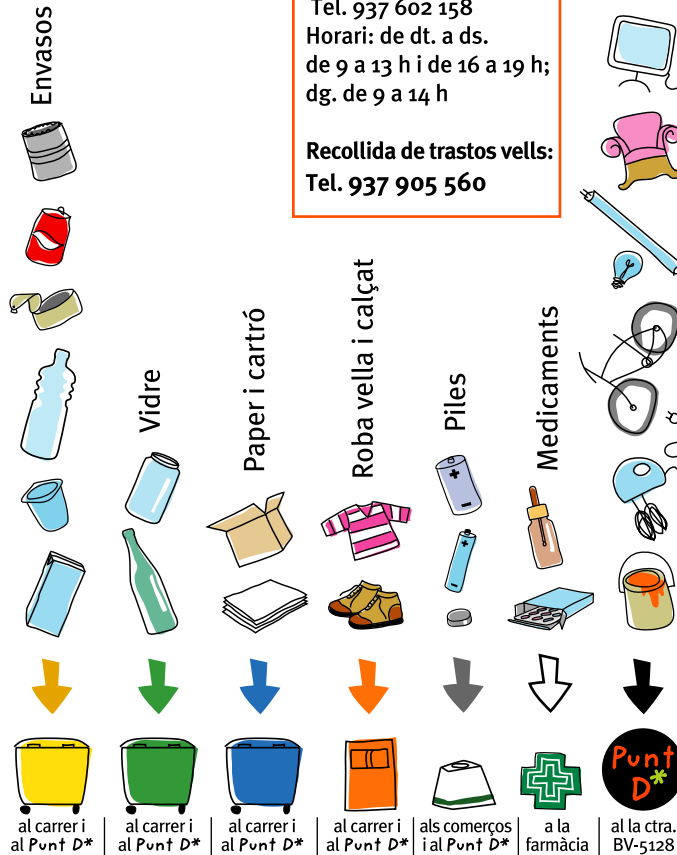 Tel. 937 602 158
Horari: de dt. a ds.
de 9 a 13 h i de 16 a 19 h;
dg. de 9 a 14 h
Recollida de trastos vells:
Tel. 937 905 560
Envasos
Vidre
Paper i cartró
Roba vella i calçat
Piles
Medicaments
Punt
D*
al carrer i
al Punt D*
al carrer i
al Punt D*
al carrer i
al Punt D*
al carrer i
al Punt D*
als comerços
i al Punt D*
a la
farmàcia
al la ctra.
BV-5128